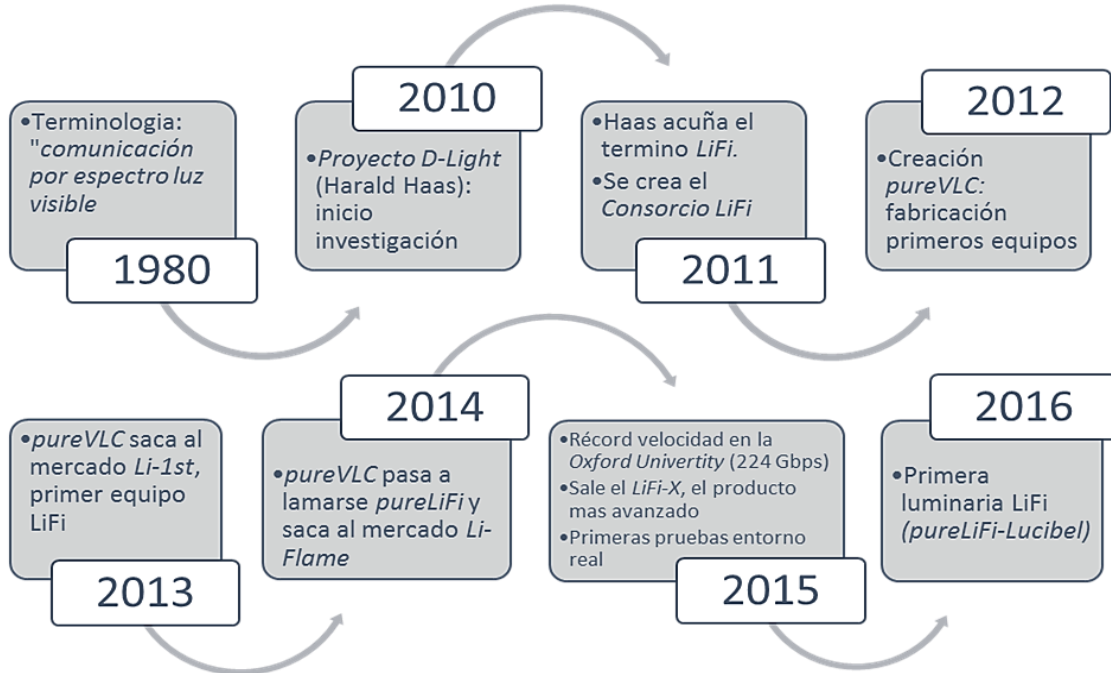 •Terminologia:
"comunicación
por espectro luz
visible
1980
2010
•Proyecto D-Light
(Harald Haas):
inicio
investigación
•Haas acuña el
termino LiFi.
•Se crea el
Consorcio LiFi
2011
2012
•Creación
pureVLC:
fabricación
primeros equipos
•pureVLC saca al
mercado Li-1st,
primer equipo
LiFi
2013
2014
•pureVLC pasa a
lamarse pureLiFi y
saca al mercado Li-
Flame
•Récord velocidad en la
Oxford Univertity (224 Gbps)
•Sale el LiFi-X, el producto
mas avanzado
•Primeras pruebas entorno
real
2015
2016
•Primera
luminaria LiFi
(pureLiFi-Lucibel)